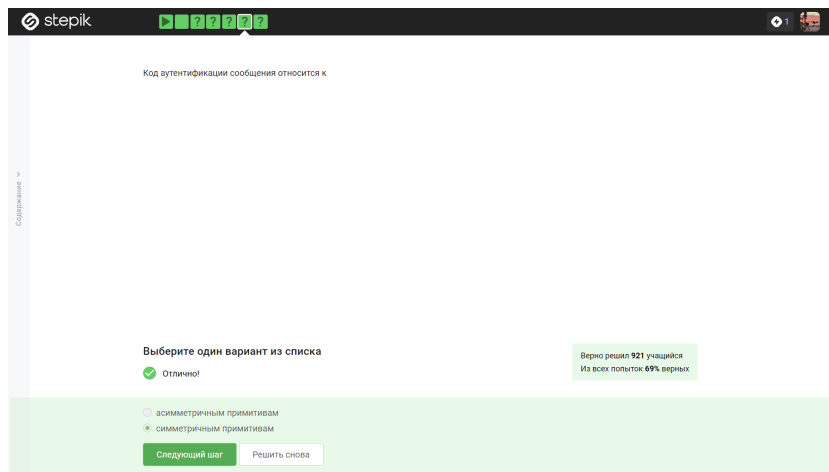 stepik
? ? ? ? ?
1
Код аутентификации сообщения относится к
Содержание
Выберите один вариант из списка
Отлично!
Верно решил 921 учащийся
Из всех попыток 69% верных
асимметричным примитивам
симметричным примитивам
Следующий шаг
Решить снова